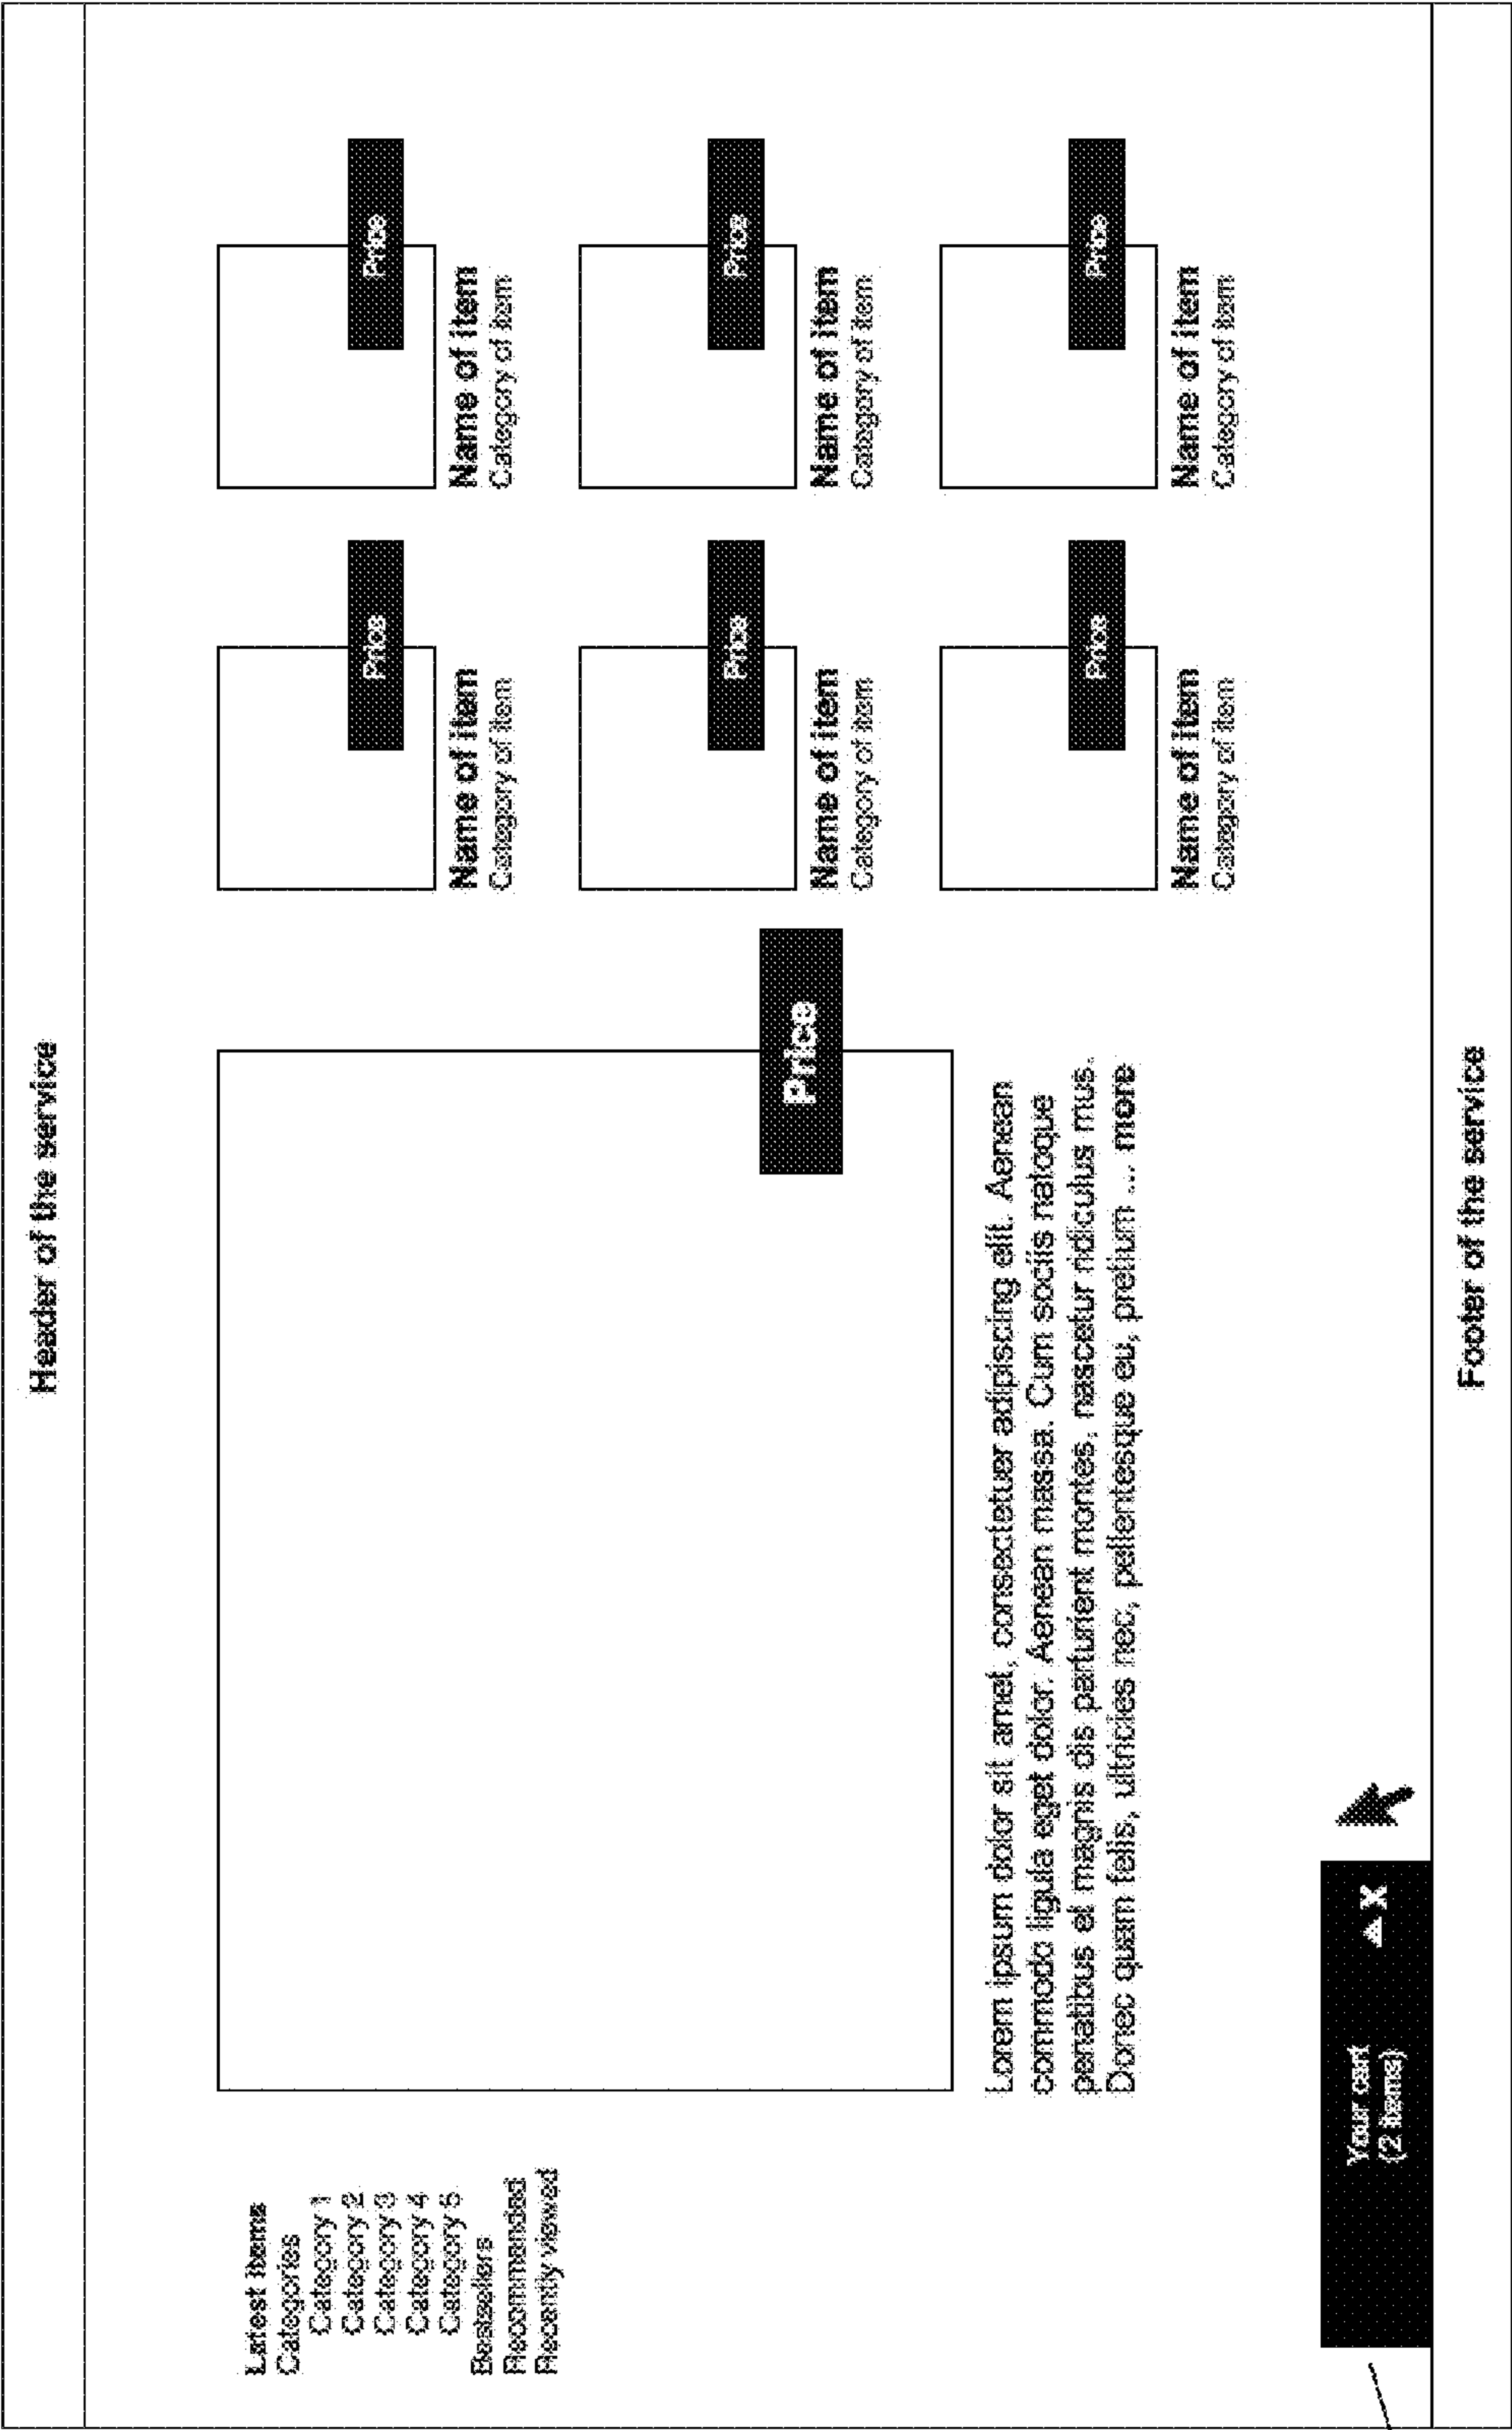 Header of the service
Latest items
Categories
Category 1
Category 2
Category 3
Category 4
Category 5
Bestsellers
Recommended
Recently viewed
Price
Lorem ipsum dolor sit amet, consectetuer adipiscing elit. Aenean
commodo ligula eget dolor. Aenean massa. Cum sociis natoque
penatibus et magnis dis parturient montes, nascetur ridiculus mus.
Donec quam felis, ultricies nec, pellentesque eu, pretium ... more
Price
Name of item
Category of item
Price
Name of item
Category of item
Price
Name of item
Category of item
Price
Name of item
Category of item
Price
Name of item
Category of item
Price
Name of item
Category of item
Your cart
(2 items)
X
Footer of the service